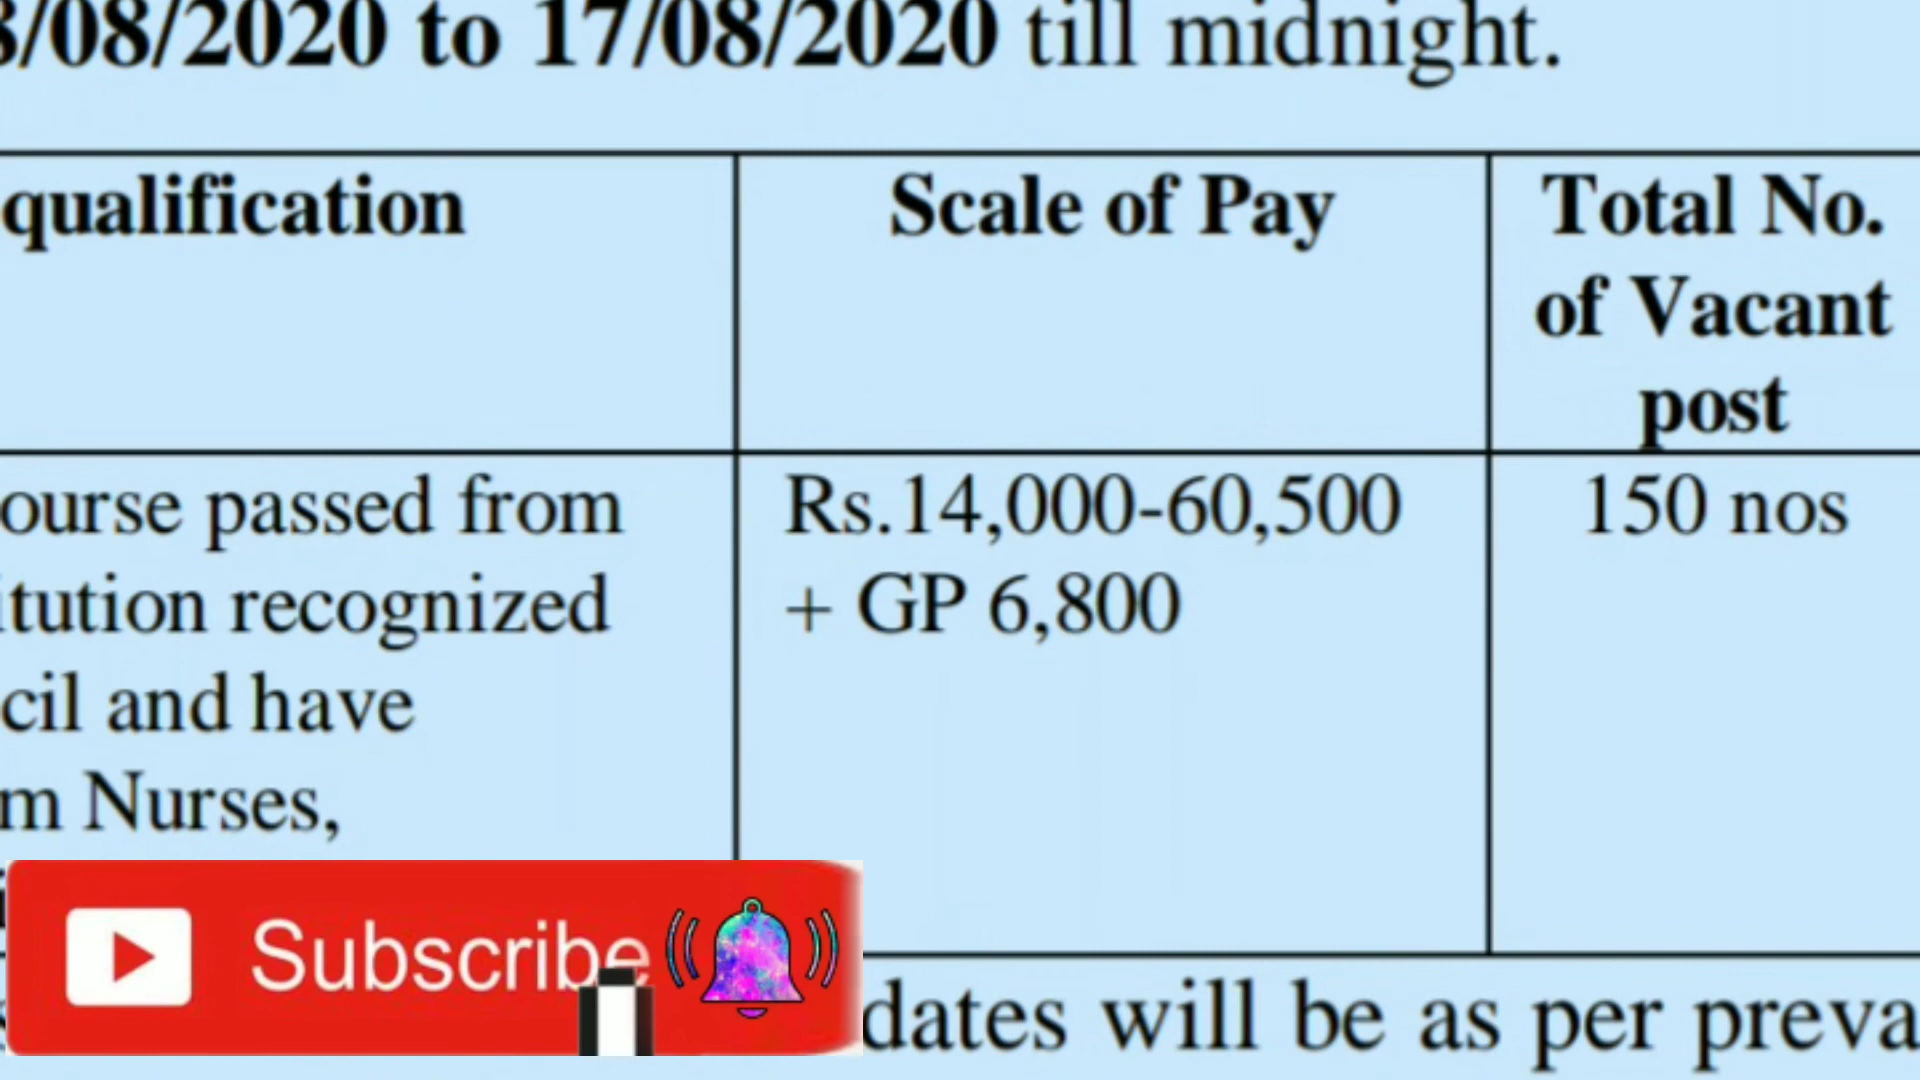 8/08/2020 to 17/08/2020 till midnight.
qualification
Scale of Pay
Total No.
of Vacant
post
ourse passed from
itution recognized
cil and have
m Nurses,
Rs.14,000-60,500
+ GP 6,800
150 nos
Subscribe
dates will be as per preva